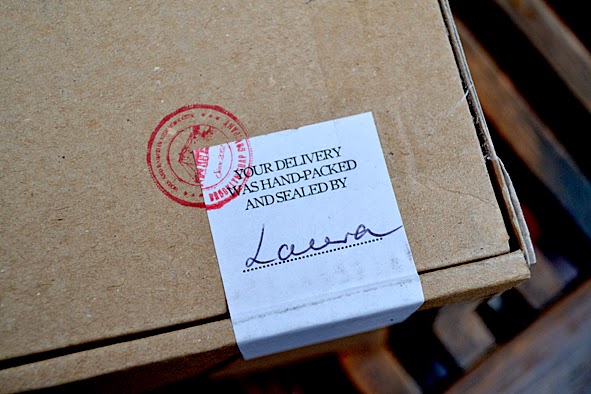 YOUR DELIVERY
WAS HAND-PACKED
AND SEALED BY
Laura